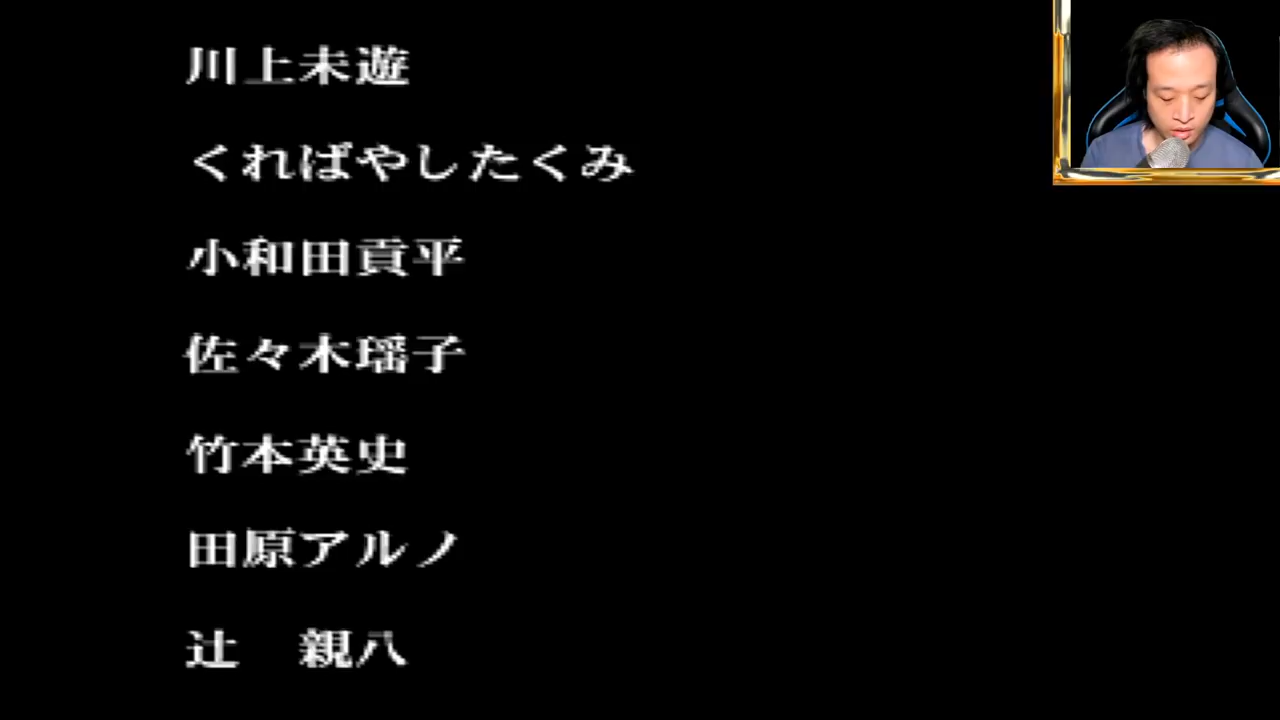 川上未遊
くればやしたくみ
小和田貢平
佐々木瑶子
竹本英史
田原アルノ
辻　親八